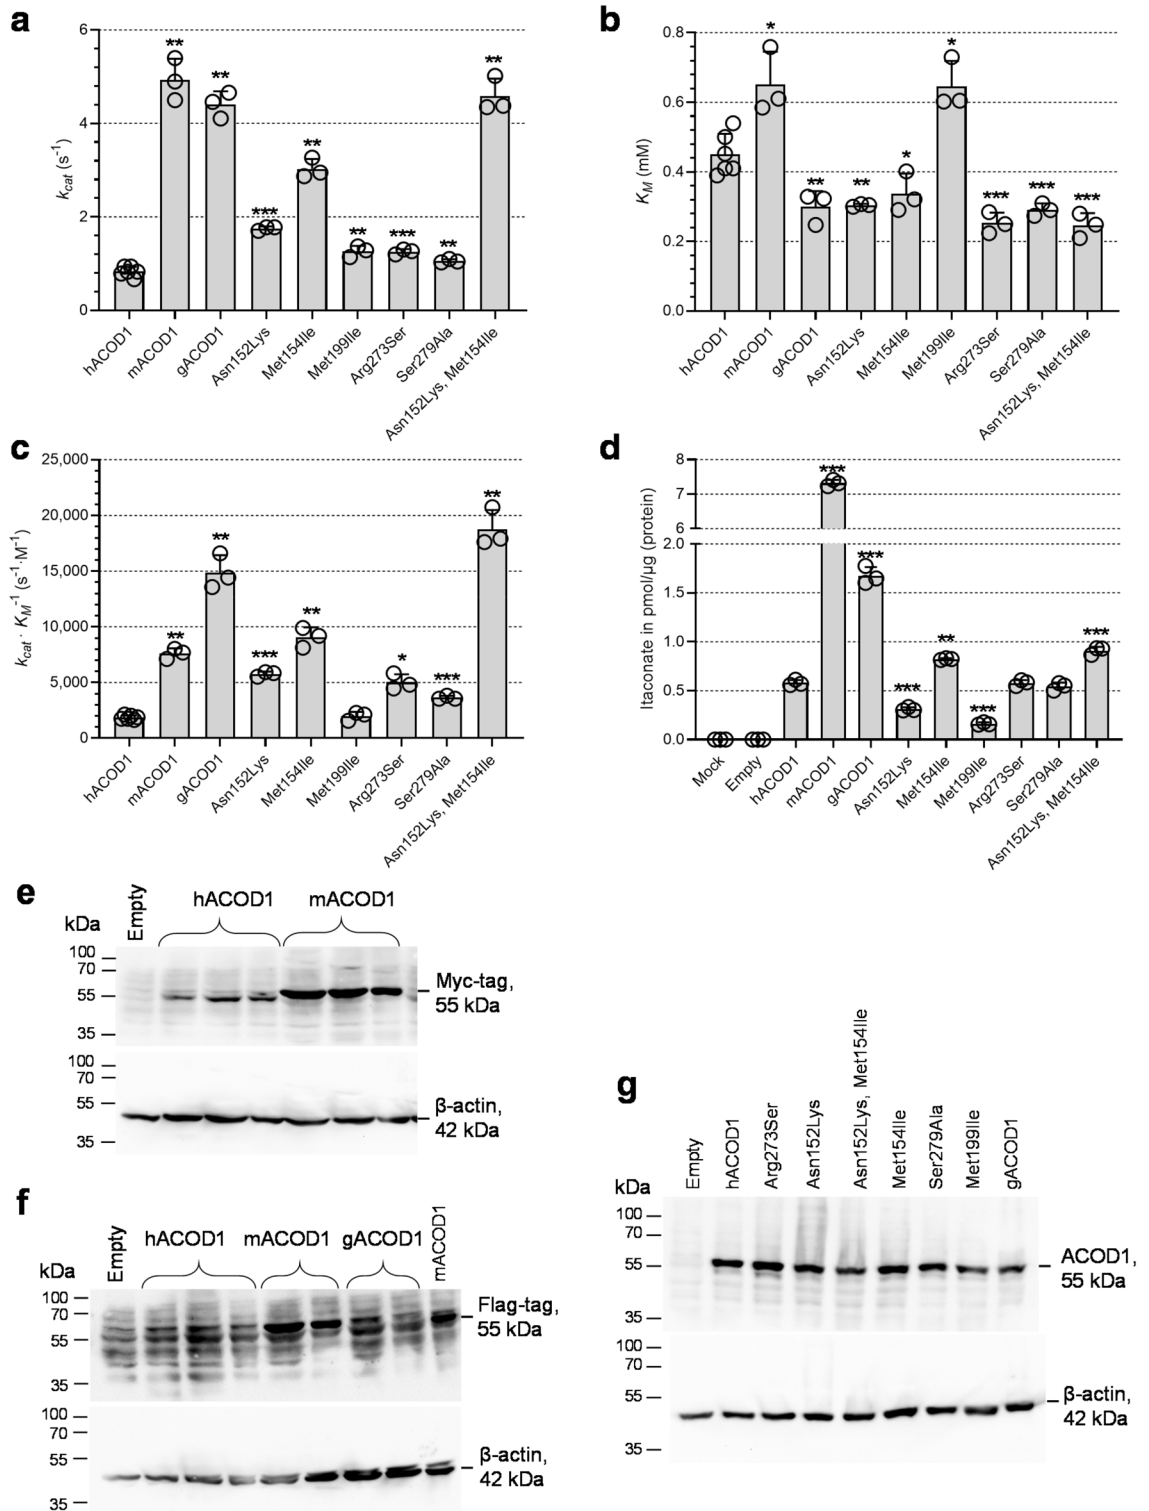 a
6
4
2
0
kcat (s⁻¹)
**
**
***
**
**
***
**
**
hACOD1
mACOD1
gACOD1
Asn152Lys
Met154Ile
Met199Ile
Arg273Ser
Ser279Ala
Asn152Lys, Met154Ile
b
0.8
0.6
0.4
0.2
0.0
KM (mM)
*
**
**
*
*
***
***
***
hACOD1
mACOD1
gACOD1
Asn152Lys
Met154Ile
Met199Ile
Arg273Ser
Ser279Ala
Asn152Lys, Met154Ile
c
25,000
20,000
15,000
10,000
5,000
0
kcat · KM⁻¹ (s⁻¹·M⁻¹)
**
**
***
**
*
***
**
hACOD1
mACOD1
gACOD1
Asn152Lys
Met154Ile
Met199Ile
Arg273Ser
Ser279Ala
Asn152Lys, Met154Ile
d
8
7
6
2.0
1.5
1.0
0.5
0.0
Itaconate in pmol/µg (protein)
***
***
***
**
***
***
Mock
Empty
hACOD1
mACOD1
gACOD1
Asn152Lys
Met154Ile
Met199Ile
Arg273Ser
Ser279Ala
Asn152Lys, Met154Ile
e
kDa
Empty
hACOD1
mACOD1
100
70
55
35
Myc-tag,
55 kDa
100
70
55
35
β-actin,
42 kDa
f
kDa
Empty
hACOD1
mACOD1
gACOD1
mACOD1
100
70
55
35
Flag-tag,
55 kDa
100
70
55
35
β-actin,
42 kDa
g
kDa
Empty
hACOD1
Arg273Ser
Asn152Lys
Asn152Lys, Met154Ile
Met154Ile
Ser279Ala
Met199Ile
gACOD1
100
70
55
35
ACOD1,
55 kDa
100
70
55
35
β-actin,
42 kDa